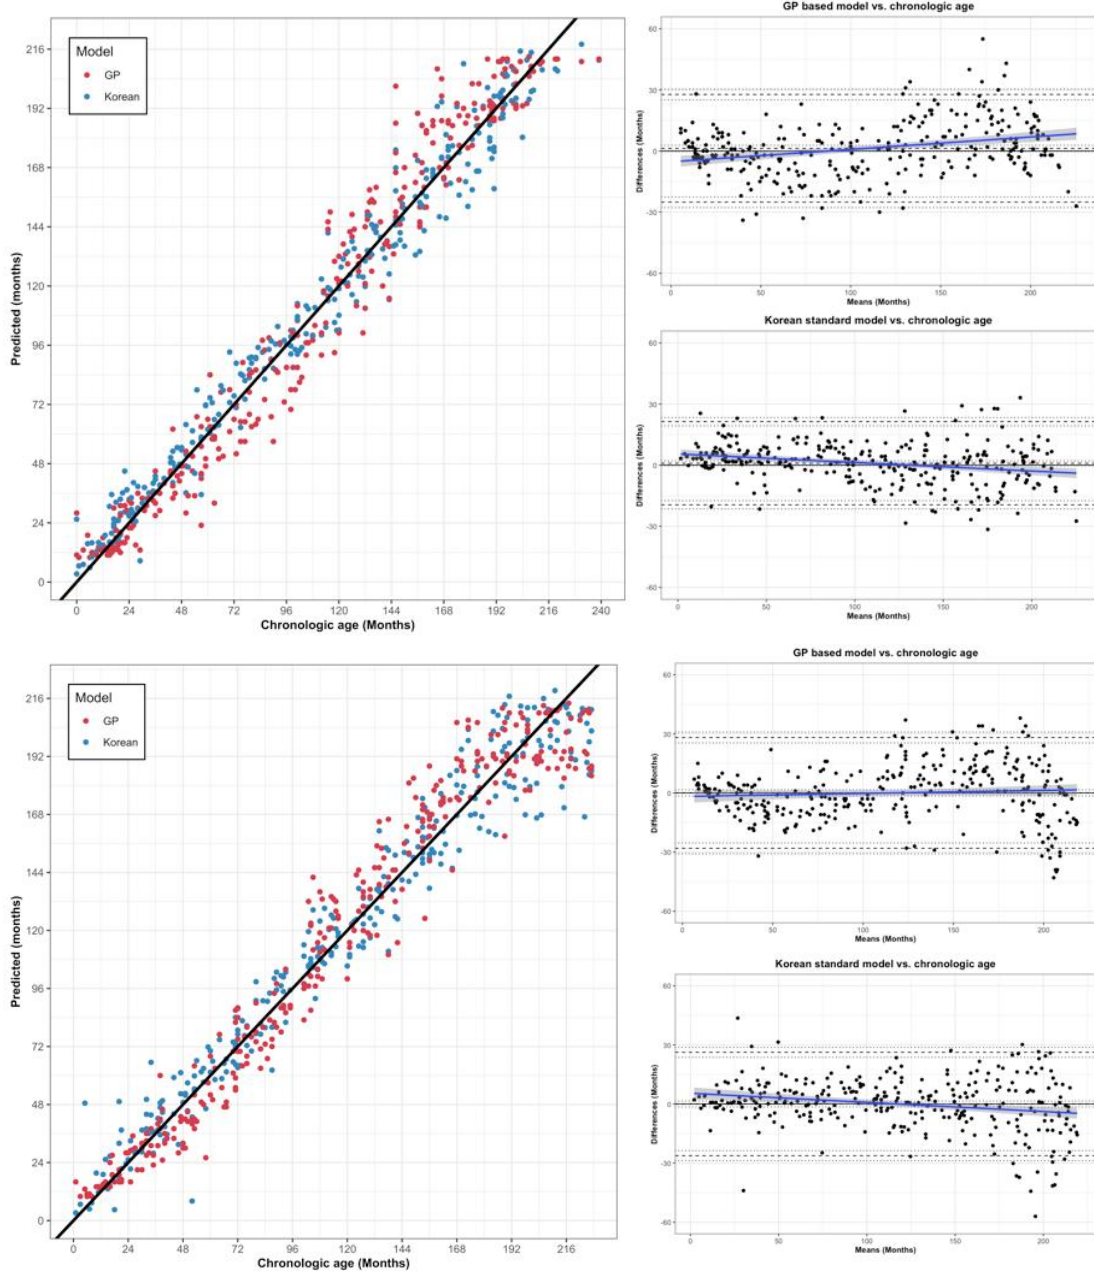 Model
GP
Korean
216
192
168
144
120
96
72
48
24
0
Predicted (months)
0 24 48 72 96 120 144 168 192 216 240
Chronologic age (Months)
GP based model vs. chronologic age
60
30
0
-30
-60
Differences (Months)
0 50 100 150 200
Means (Months)
Korean standard model vs. chronologic age
60
30
0
-30
-60
Differences (Months)
0 50 100 150 200
Means (Months)
Model
GP
Korean
216
192
168
144
120
96
72
48
24
0
Predicted (months)
0 24 48 72 96 120 144 168 192 216
Chronologic age (Months)
GP based model vs. chronologic age
60
30
0
-30
-60
Differences (Months)
0 50 100 150 200
Means (Months)
Korean standard model vs. chronologic age
60
30
0
-30
-60
Differences (Months)
0 50 100 150 200
Means (Months)